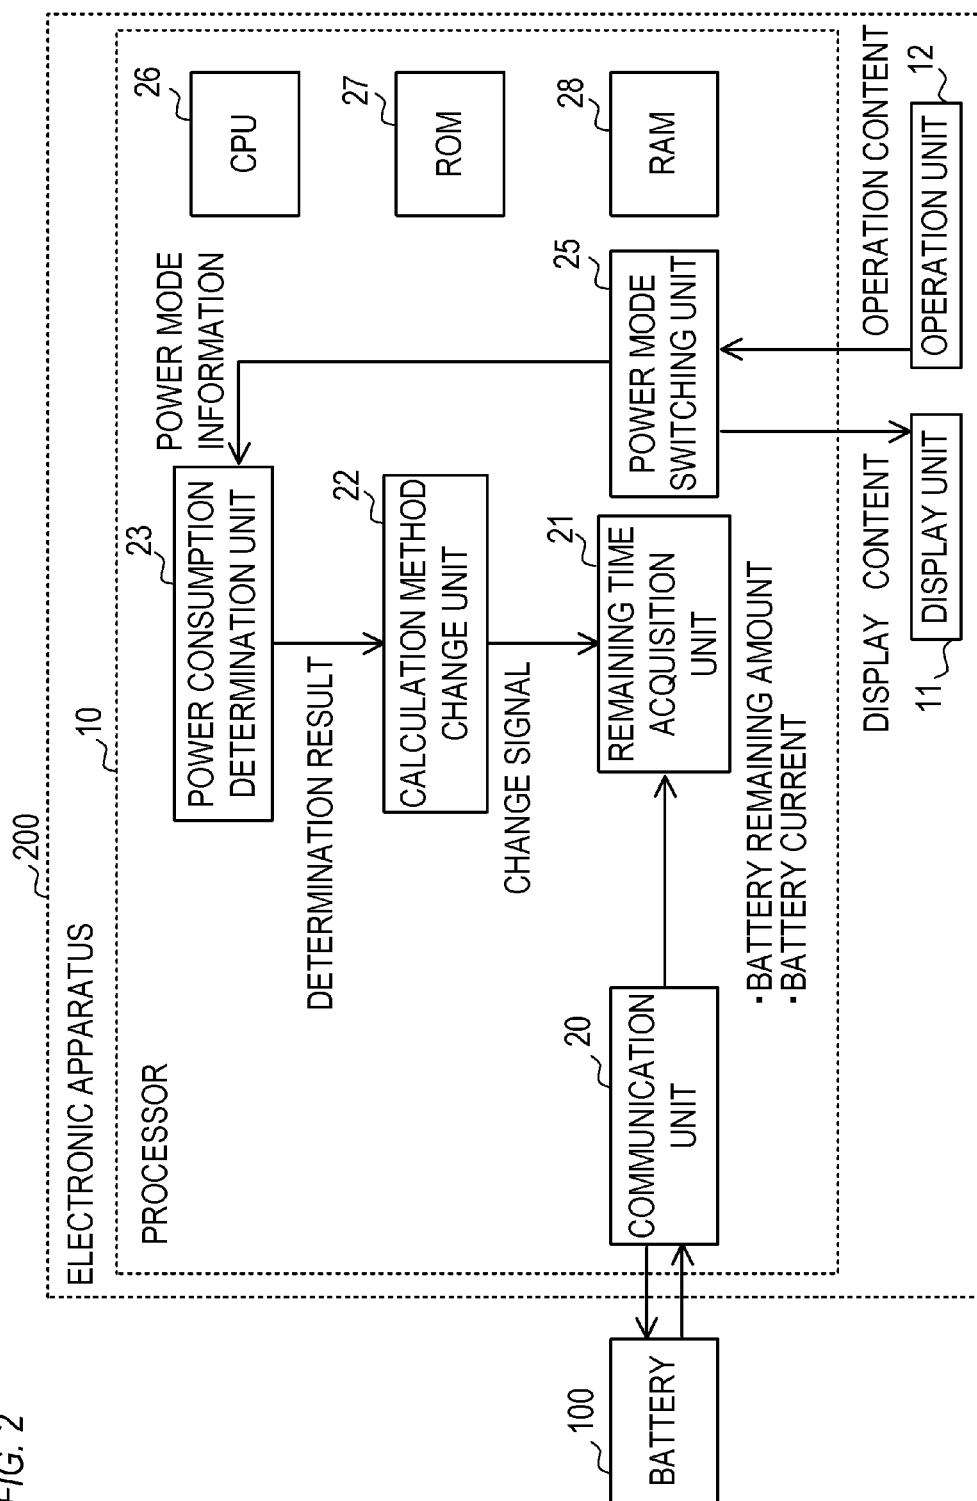 FIG. 2
200
ELECTRONIC APPARATUS
10
PROCESSOR
23
POWER CONSUMPTION
DETERMINATION UNIT
POWER MODE
INFORMATION
26
CPU
DETERMINATION RESULT
22
CALCULATION METHOD
CHANGE UNIT
27
ROM
CHANGE SIGNAL
100
BATTERY
20
COMMUNICATION
UNIT
21
REMAINING TIME
ACQUISITION
UNIT
25
POWER MODE
SWITCHING UNIT
28
RAM
·BATTERY REMAINING AMOUNT
·BATTERY CURRENT
DISPLAY CONTENT
OPERATION CONTENT
11
DISPLAY UNIT
OPERATION UNIT
12